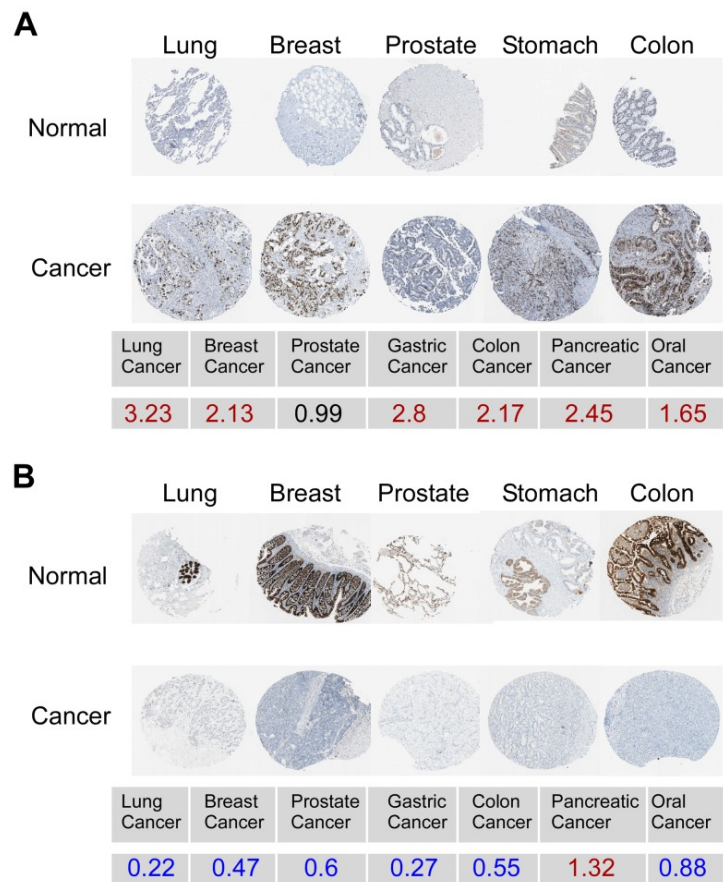 A
Lung Breast Prostate Stomach Colon
Normal
Cancer
Lung Cancer Breast Cancer Prostate Cancer Gastric Cancer Colon Cancer Pancreatic Cancer Oral Cancer
3.23 2.13 0.99 2.8 2.17 2.45 1.65
B
Lung Breast Prostate Stomach Colon
Normal
Cancer
Lung Cancer Breast Cancer Prostate Cancer Gastric Cancer Colon Cancer Pancreatic Cancer Oral Cancer
0.22 0.47 0.6 0.27 0.55 1.32 0.88